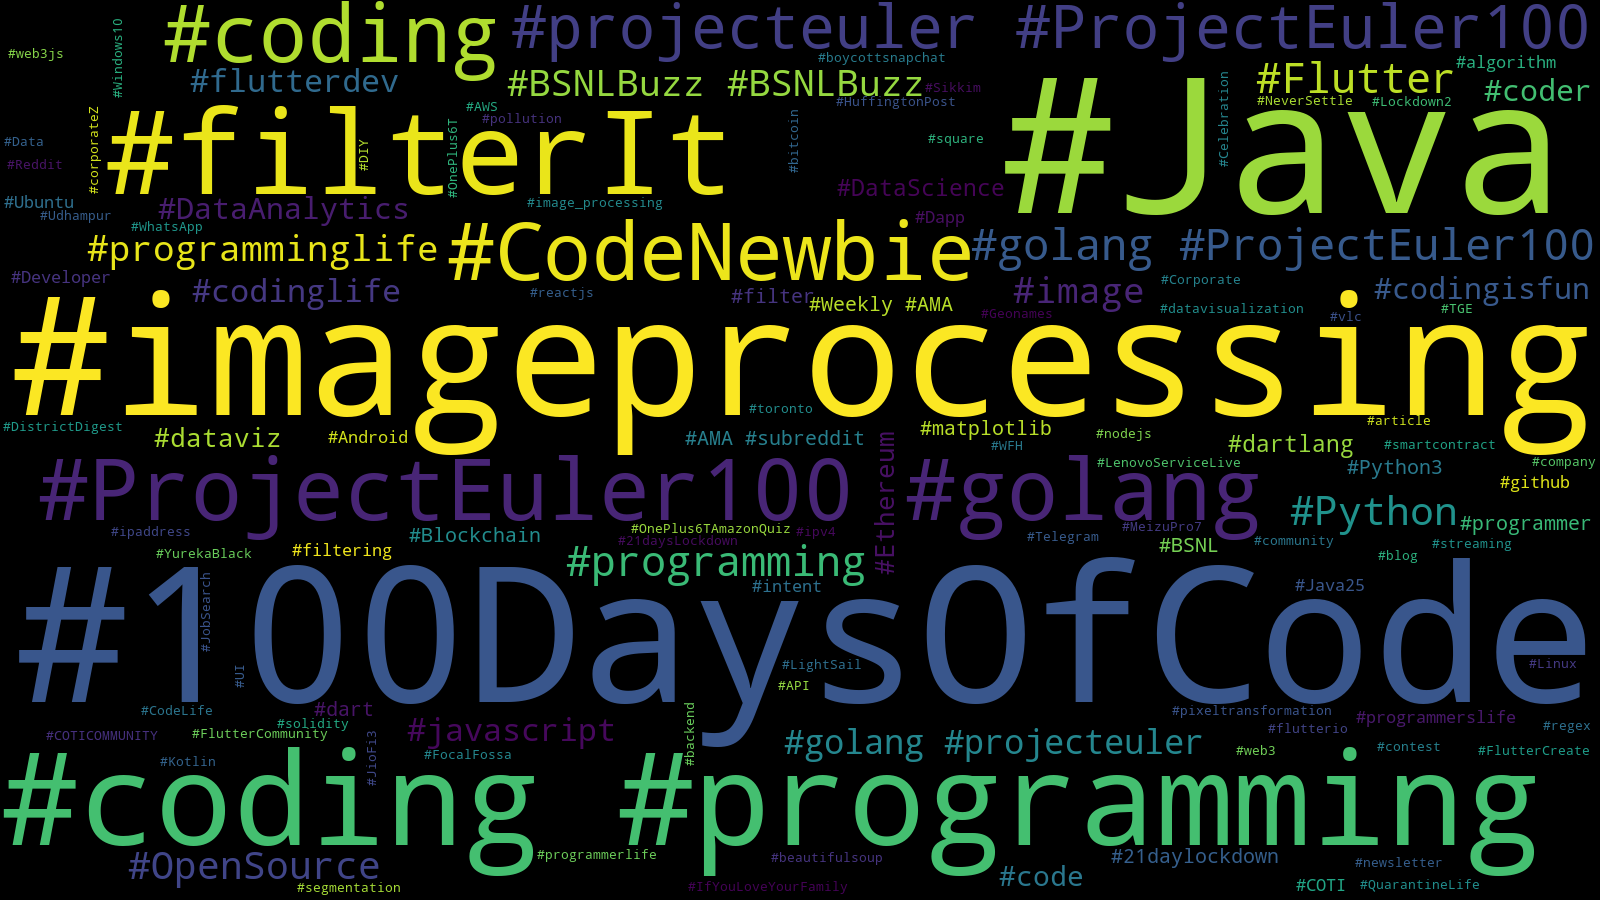 #coding
#projecteuler #ProjectEuler100
#web3js
#Windows10
#boycottsnapchat
#algorithm
#flutterdev
#BSNLBuzz #BSNLBuzz
#Sikkim
#Flutter
#coder
#AWS
#HuffingtonPost
#NeverSettle
#Lockdown2
#corporateZ
#filterIt
#DIY
#OnePlus6T
#pollution
#bitcoin
#square
#Java
#Celebration
#Data
#Reddit
#Ubuntu
#Udhampur
#DataAnalytics
#image_processing
#DataScience
#Dapp
#WhatsApp
#programminglife
#CodeNewbie
#golang #ProjectEuler100
#Developer
#codinglife
#reactjs
#filter
#Weekly #AMA
#image
#Corporate
#codingisfun
#Geonames
#datavisualization
#vlc
#TGE
#imageprocessing
#toronto
#article
#DistrictDigest
#dataviz
#Android
#AMA #subreddit
#matplotlib
#WFH
#nodejs
#dartlang
#smartcontract
#ProjectEuler100 #golang
#Ethereum
#LenovoServiceLive
#Python3
#company
#github
#Python
#programmer
#ipaddress
#Blockchain
#OnePlus6TAmazonQuiz
#ipv4
#21daysLockdown
#Telegram
#MeizuPro7
#BSNL
#community
#streaming
#YurekaBlack
#filtering
#programming
#blog
#intent
#Java25
#100DaysOfCode
#JobSearch
#UI
#LightSail
#API
#Linux
#CodeLife
#solidity
#dart
#javascript
#backend
#pixeltransformation
#programmerslife
#flutterio
#regex
#COTICOMMUNITY
#FlutterCommunity
#JioFi3
#FocalFossa
#golang #projecteuler
#web3
#contest
#FlutterCreate
#Kotlin
#coding #programming
#OpenSource
#programmerlife
#beautifulsoup
#21daylockdown
#newsletter
#segmentation
#IfYouLoveYourFamily
#code
#COTI
#QuarantineLife